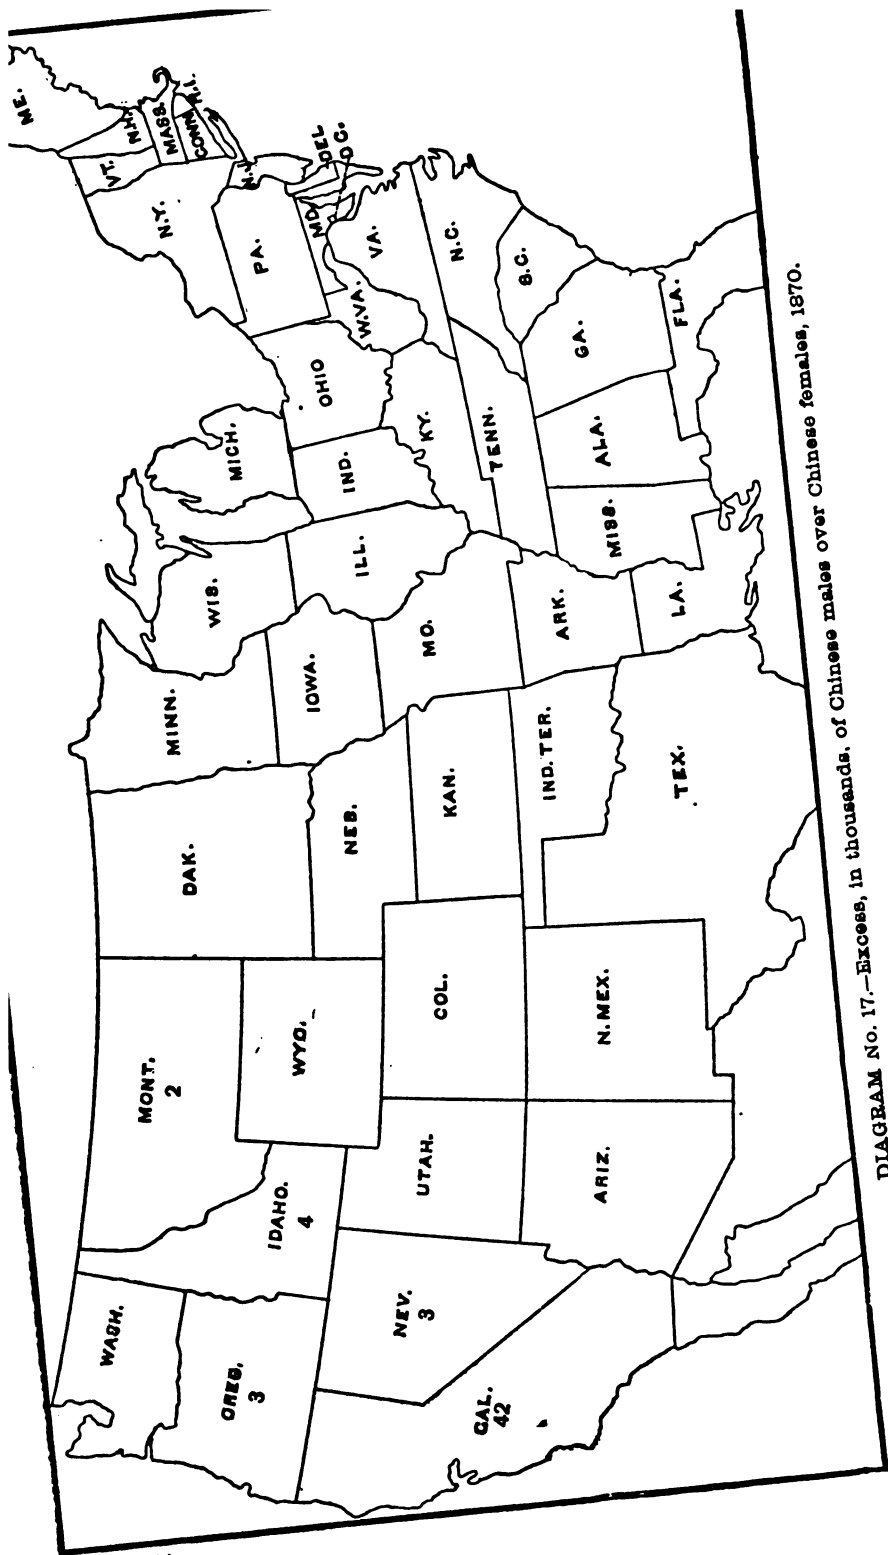 WASH.
MONT.
2
DAK.
MINN.
WIS.
MICH.
N.Y.
VT.
N.H.
ME.
MASS.
CONN.
R.I.
OREG.
3
IDAHO.
4
WYO.
NEB.
IOWA.
ILL.
IND.
OHIO
PA.
N.J.
MD.
DEL
D.C.
NEV.
3
UTAH.
COL.
KAN.
MO.
KY.
W.VA.
VA.
CAL.
42
ARIZ.
N.MEX.
IND.TER.
ARK.
TENN.
N.C.
S.C.
TEX.
LA.
MISS.
ALA.
GA.
FLA.
DIAGRAM No. 17.—Excess, in thousands, of Chinese males over Chinese females, 1870.